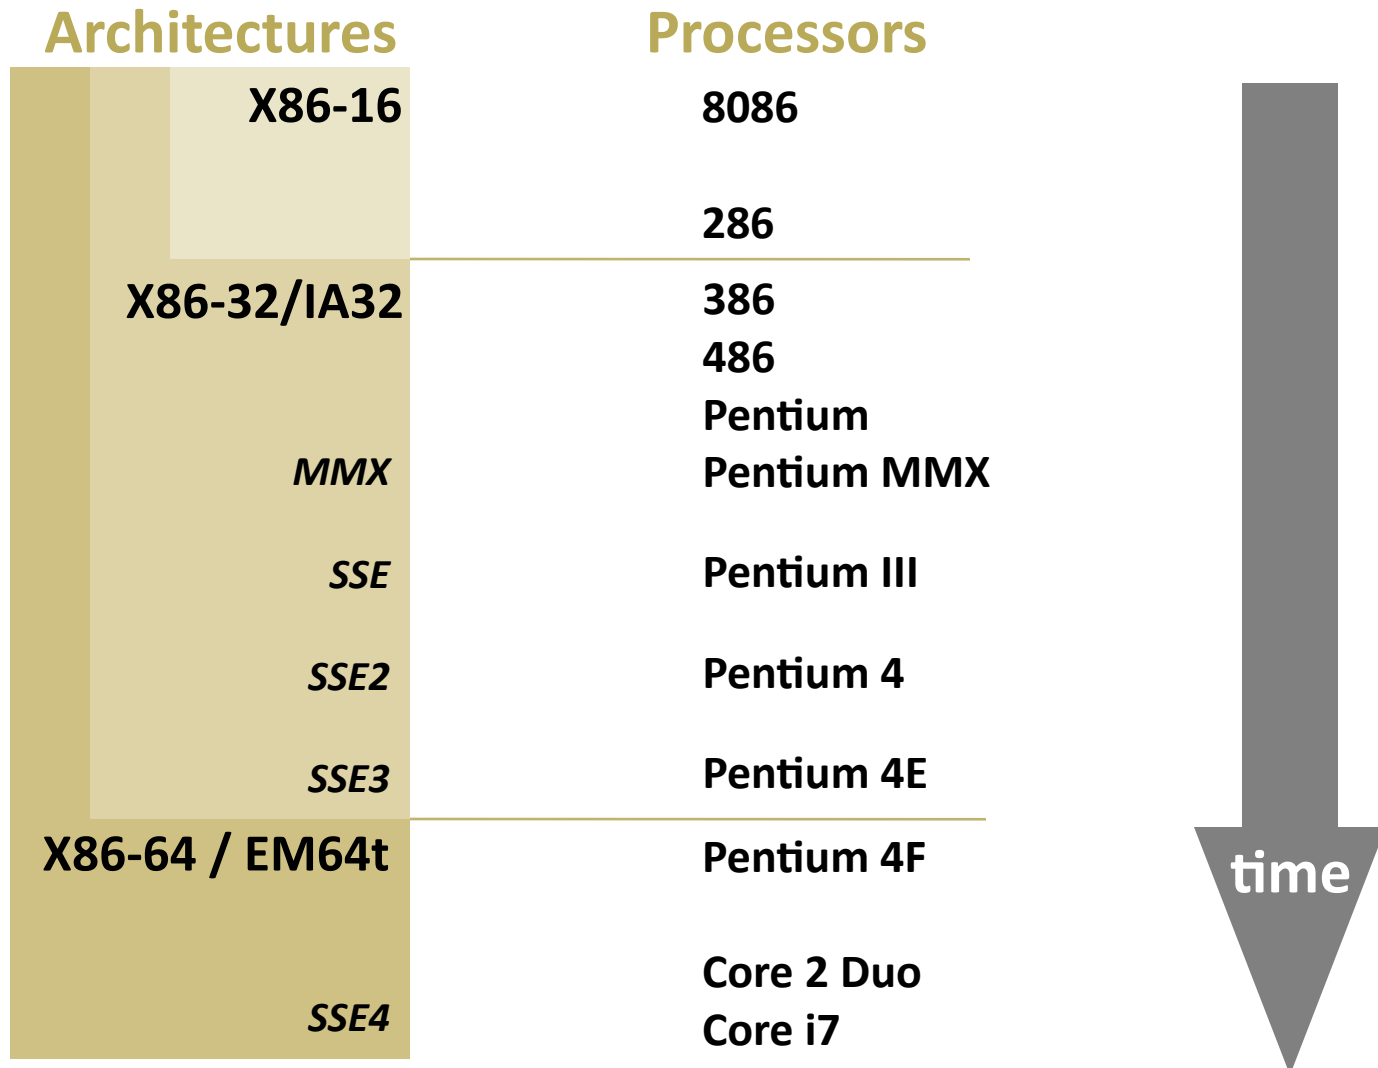 Architectures Processors
X86-16 8086
286
X86-32/IA32 386
486
Pentium
MMX Pentium MMX
SSE Pentium III
SSE2 Pentium 4
SSE3 Pentium 4E
X86-64 / EM64t Pentium 4F
time
Core 2 Duo
SSE4 Core i7